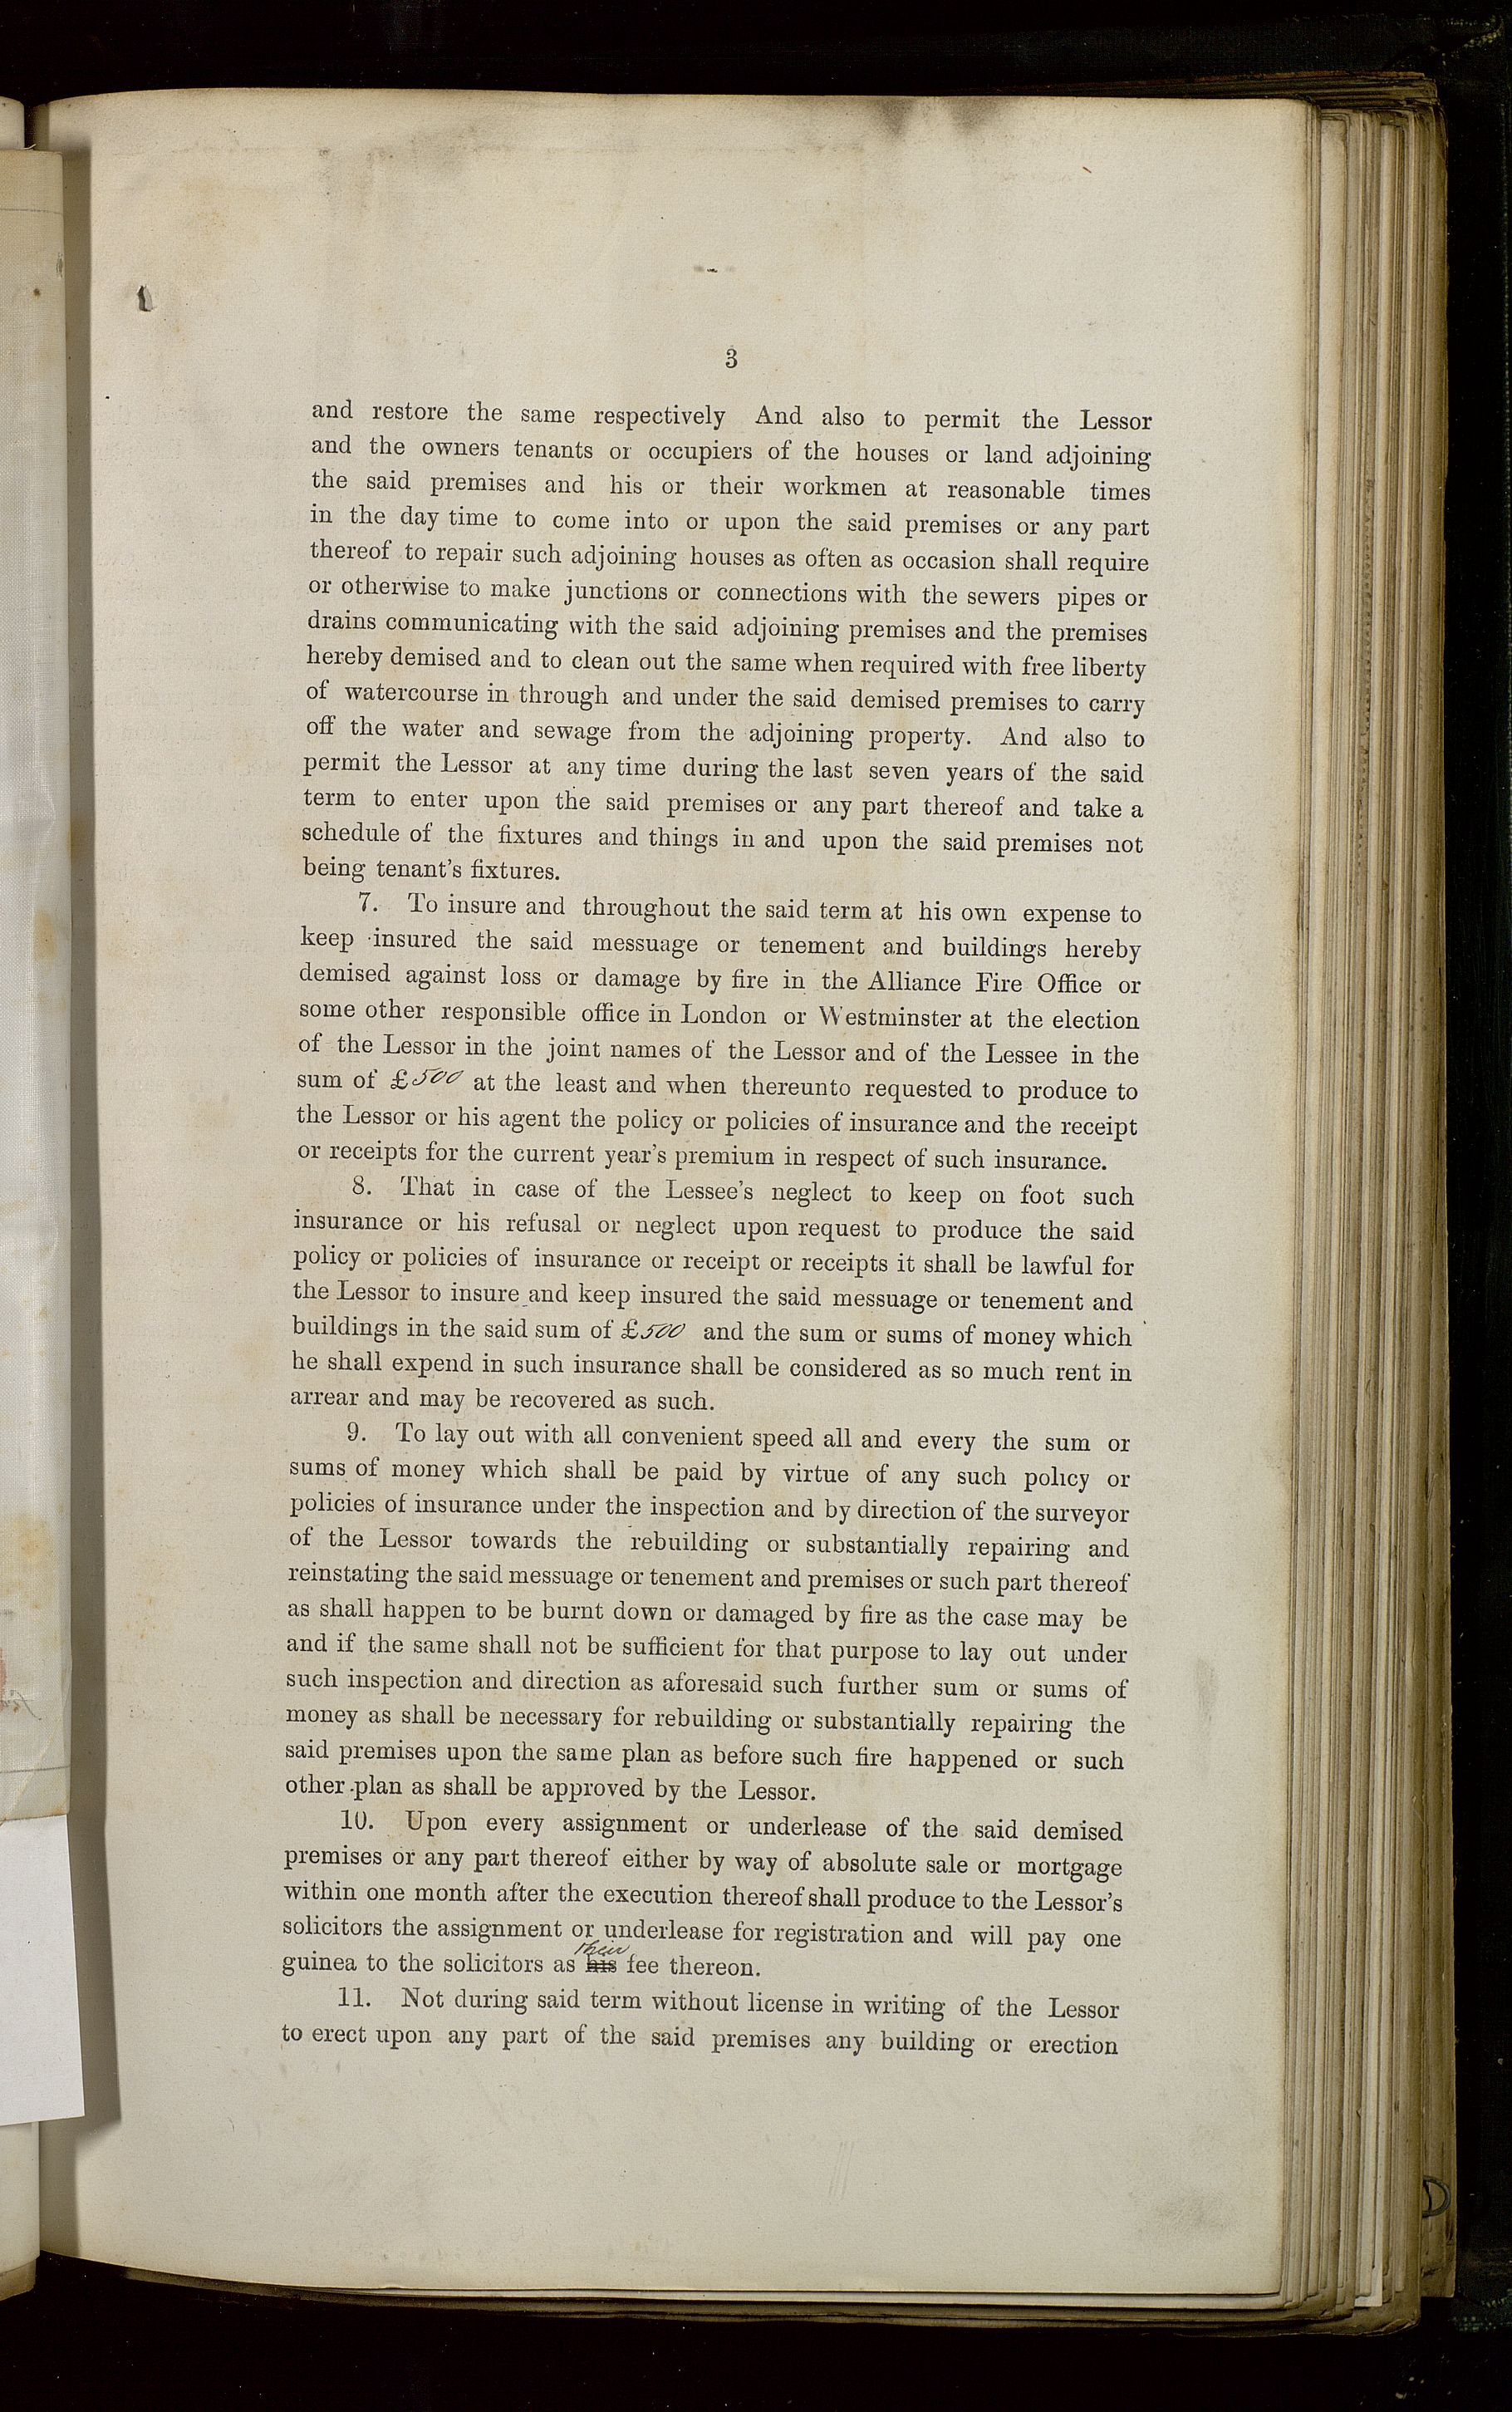 3
and restore the same respectively And also to permit the Lessor
and the owners tenants or occupiers of the houses or land adjoining
the said premises and his or their workmen at reasonable times
in the day time to come into or upon the said premises or any part
thereof to repair such adjoining houses as often as occasion shall require
or otherwise to make junctions or connections with the sewers pipes or
drains communicating with the said adjoining premises and the premises
hereby demised and to clean out the same when required with free liberty
of watercourse in through and under the said demised premises to carry
off the water and sewage from the adjoining property. And also to
permit the Lessor at any time during the last seven years of the said
term to enter upon the said premises or any part thereof and take a
schedule of the fixtures and things in and upon the said premises not
being tenant's fixtures.
7. To insure and throughout the said term at his own expense to
keep insured the said messuage or tenement and buildings hereby
demised against loss or damage by fire in the Alliance Fire Office or
some other responsible office in London or Westminster at the election
of the Lessor in the joint names of the Lessor and of the Lessee in the
sum of £500 at the least and when thereunto requested to produce to
the Lessor or his agent the policy or policies of insurance and the receipt
or receipts for the current year's premium in respect of such insurance.
8. That in case of the Lessee's neglect to keep on foot such
insurance or his refusal or neglect upon request to produce the said
policy or policies of insurance or receipt or receipts it shall be lawful for
the Lessor to insure and keep insured the said messuage or tenement and
buildings in the said sum of £500 and the sum or sums of money which
he shall expend in such insurance shall be considered as so much rent in
arrear and may be recovered as such.
9. To lay out with all convenient speed all and every the sum or
sums of money which shall be paid by virtue of any such policy or
policies of insurance under the inspection and by direction of the surveyor
of the Lessor towards the rebuilding or substantially repairing and
reinstating the said messuage or tenement and premises or such part thereof
as shall happen to be burnt down or damaged by fire as the case may be
and if the same shall not be sufficient for that purpose to lay out under
such inspection and direction as aforesaid such further sum or sums of
money as shall be necessary for rebuilding or substantially repairing the
said premises upon the same plan as before such fire happened or such
other plan as shall be approved by the Lessor.
10. Upon every assignment or underlease of the said demised
premises or any part thereof either by way of absolute sale or mortgage
within one month after the execution thereof shall produce to the Lessor's
solicitors the assignment or underlease for registration and will pay one
their
guinea to the solicitors as his fee thereon.
11. Not during said term without license in writing of the Lessor
to erect upon any part of the said premises any building or erection